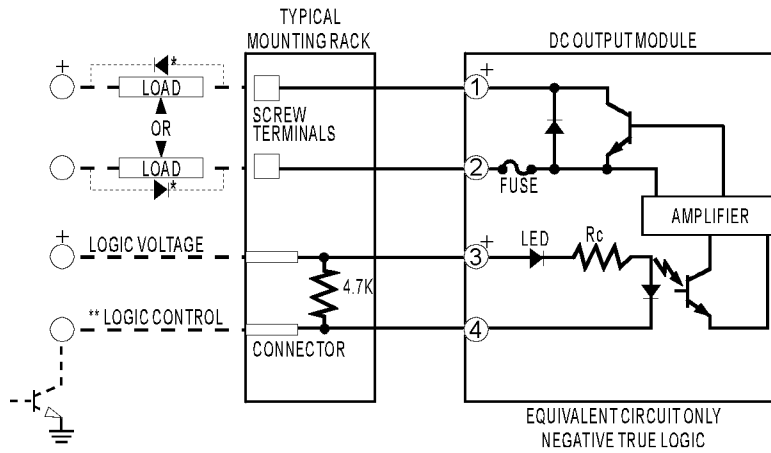 TYPICAL
MOUNTING RACK
DC OUTPUT MODULE
+
*
LOAD
OR
LOAD
*
SCREW
TERMINALS
1
+
2
FUSE
AMPLIFIER
+
LOGIC VOLTAGE
3
+
LED
Rc
4.7K
** LOGIC CONTROL
CONNECTOR
4
EQUIVALENT CIRCUIT ONLY
NEGATIVE TRUE LOGIC